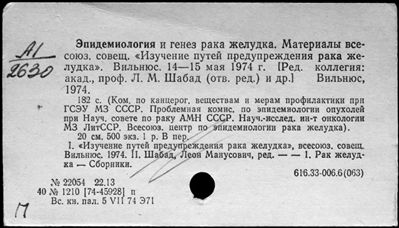 А1
2630
Эпидемиология и генез рака желудка. Материалы все-
союз. совещ. «Изучение путей предупреждения рака же-
лудка». Вильнюс. 14—15 мая 1974 г. [Ред. коллегия:
акад., проф. Л. М. Шабад (отв. ред.) и др.] Вильнюс,
1974.
182 с. (Ком. по канцерог. веществам и мерам профилактики при
ГСЭУ МЗ СССР. Проблемная комис. по эпидемиологии опухолей
при Науч. совете по раку АМН СССР. Науч.-исслед. ин-т онкологии
МЗ ЛитССР. Всесоюз. центр по эпидемиологии рака желудка).
20 см. 500 экз. 1 р. В пер.
I. «Изучение путей предупреждения рака желудка», всесоюз. совещ.
Вильнюс. 1974. II. Шабад, Леон Манусович, ред. — — 1. Рак желуд-
ка — Сборники.
616.33-006.6(063)
№ 22054 22.13
40 № 1210 [74-45928] п
Вс. кн. пал. 5 VII 74 Э71
П